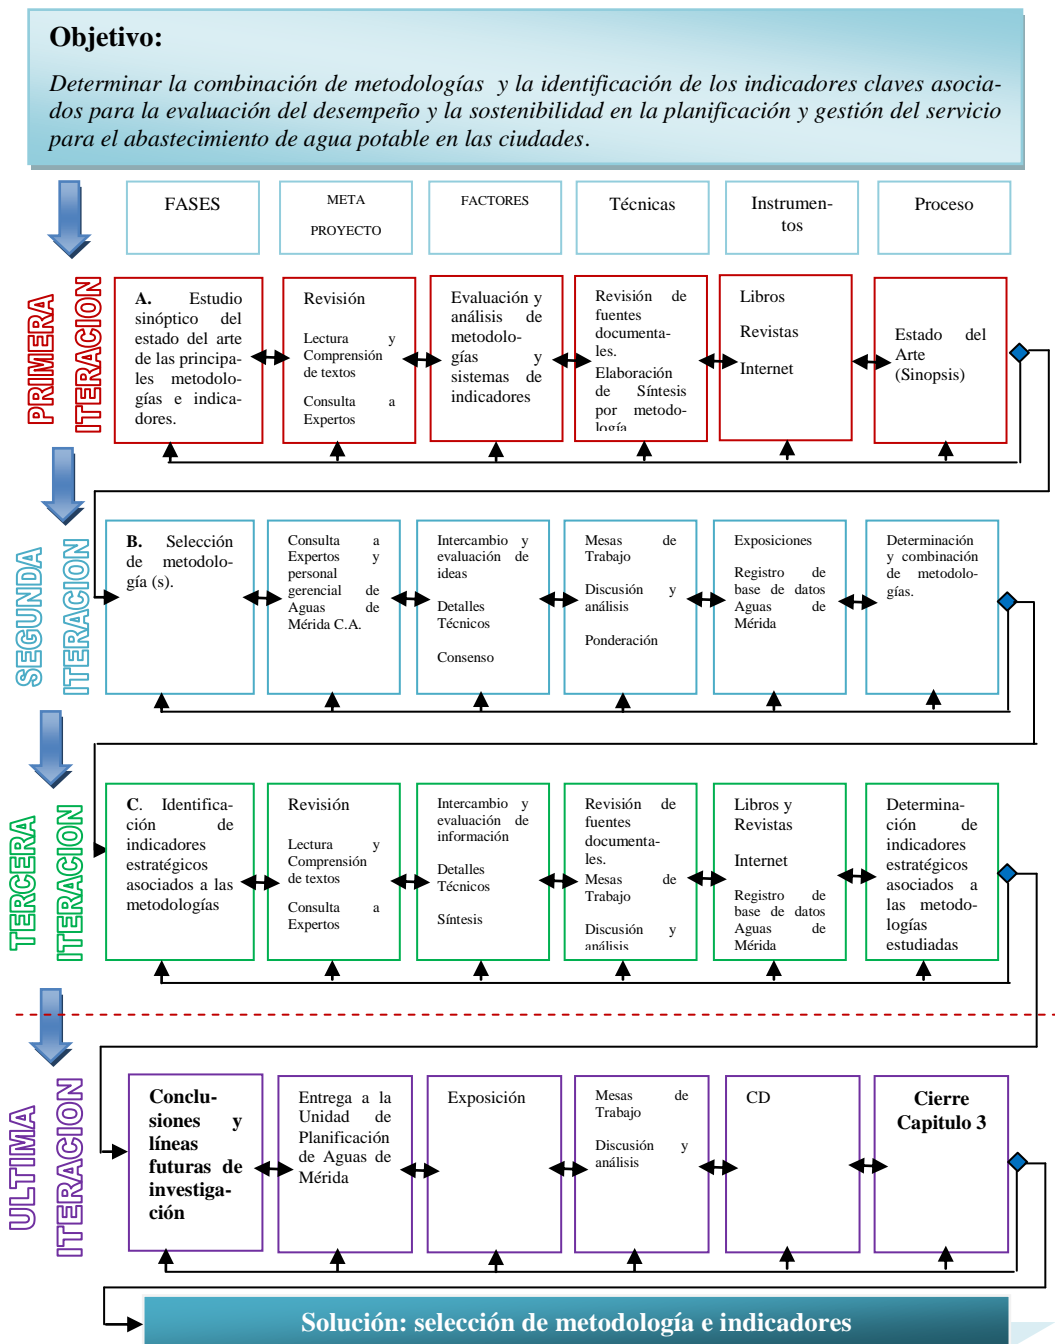 Objetivo:
Determinar la combinación de metodologías y la identificación de los indicadores claves asocia-
dos para la evaluación del desempeño y la sostenibilidad en la planificación y gestión del servicio
para el abastecimiento de agua potable en las ciudades.
FASES
META
PROYECTO
FACTORES
Técnicas
Instrumen-
tos
Proceso
PRIMERA
ITERACION
A. Estudio
sinóptico del
estado del arte
de las principa-
les metodolo-
gías e indica-
dores.
Revisión
Lectura y
Comprensión
de textos
Consulta a
Expertos
Evaluación y
análisis de
metodolo-
gías y
sistemas de
indicadores
Revisión de
fuentes
documenta-
les.
Elaboración
de Síntesis
por metodo-
logía
Libros
Revistas
Internet
Estado del
Arte
(Sinopsis)
SEGUNDA
ITERACION
B. Selección
de metodolo-
gía (s).
Consulta a
Expertos y
personal
gerencial de
Aguas de
Mérida C.A.
Intercambio y
evaluación de
ideas
Detalles
Técnicos
Consenso
Mesas de
Trabajo
Discusión y
análisis
Ponderación
Exposiciones
Registro de
base de datos
Aguas de
Mérida
Determinación
y combinación
de metodolo-
gías.
TERCERA
ITERACION
C. Identifica-
ción de
indicadores
estratégicos
asociados a las
metodologías
Revisión
Lectura y
Comprensión
de textos
Consulta a
Expertos
Intercambio y
evaluación de
información
Detalles
Técnicos
Síntesis
Revisión de
fuentes
documenta-
les.
Mesas de
Trabajo
Discusión y
análisis
Libros y
Revistas
Internet
Registro de
base de datos
Aguas de
Mérida
Determina-
ción de
indicadores
estratégicos
asociados a
las metodo-
logías
estudiadas
ULTIMA
ITERACION
Conclu-
siones y
líneas
futuras de
investiga-
ción
Entrega a la
Unidad de
Planificación
de Aguas de
Mérida
Exposición
Mesas de
Trabajo
Discusión y
análisis
CD
Cierre
Capitulo 3
Solución: selección de metodología e indicadores